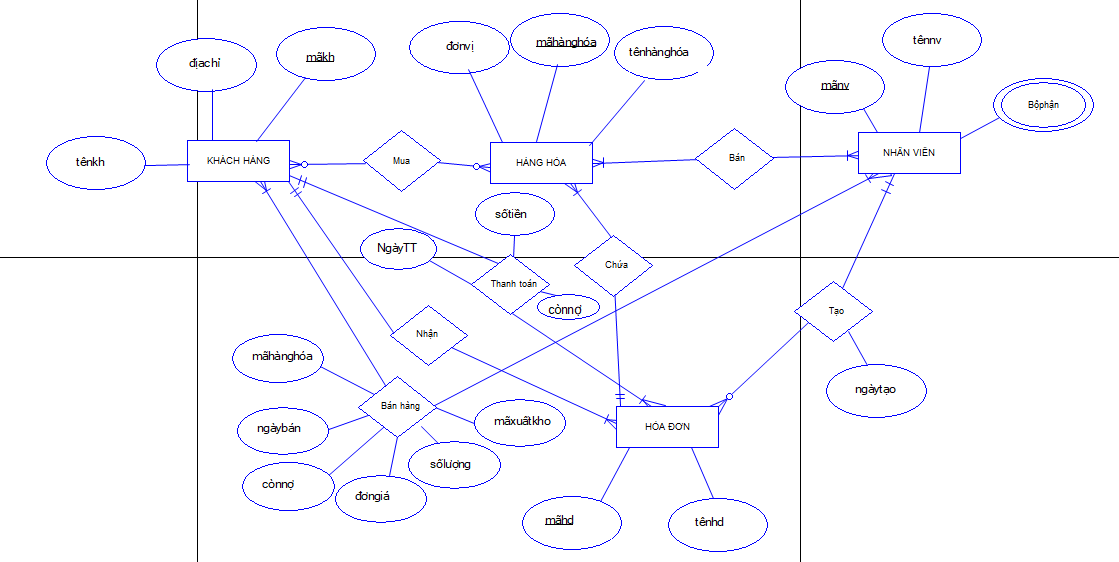 địachỉ
mãkh
tênkh
KHÁCH HÀNG
Mua
đơnvị
mãhànghóa
tênhànghóa
HÀNG HÓA
Bán
mãnv
tênnv
Bộphận
NHÂN VIÊN
sốtiền
NgàyTT
Thanh toán
cònnợ
Chứa
Nhận
Tạo
ngàytạo
mãhànghóa
ngàybán
cònnợ
đơngiá
sốlượng
mãxuấtkho
Bán hàng
HÓA ĐƠN
mãhd
tênhd